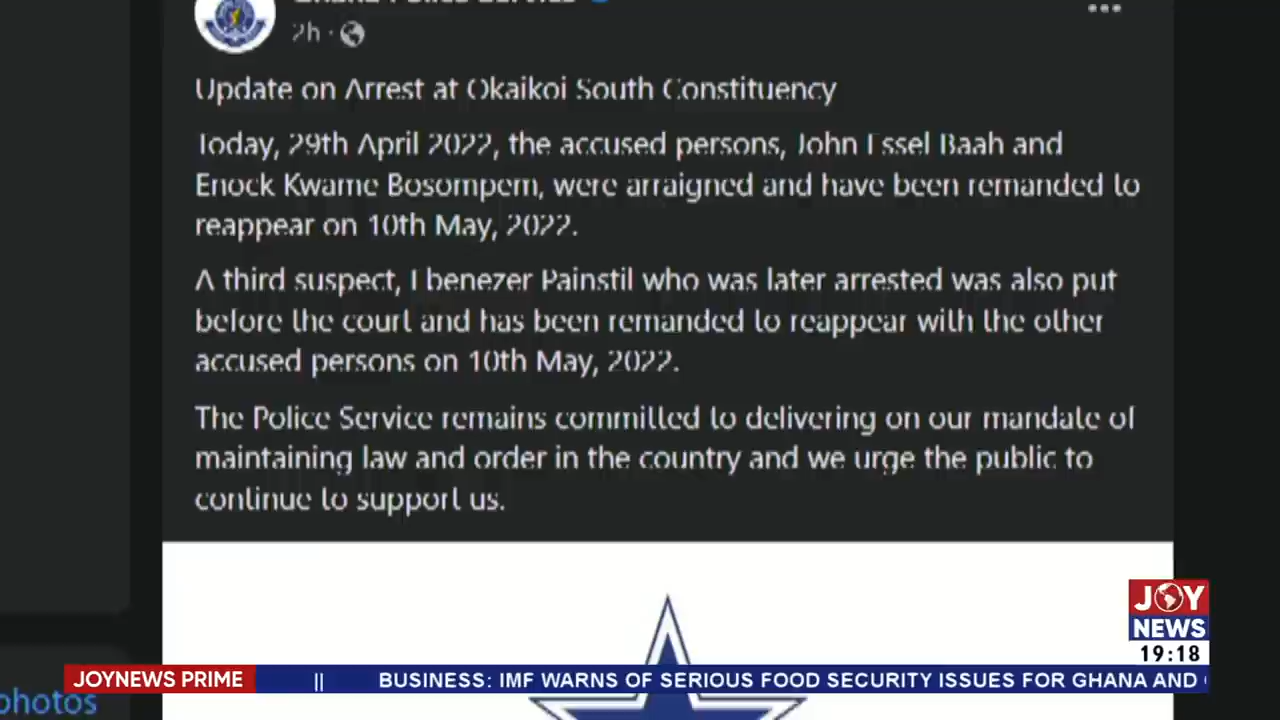 Ghana Police Service
2h
Update on Arrest at Okaikoi South Constituency
Today, 29th April 2022, the accused persons, John Essel Baah and
Enock Kwame Bosompem, were arraigned and have been remanded to
reappear on 10th May, 2022.
A third suspect, Ebenezer Painstil who was later arrested was also put
before the court and has been remanded to reappear with the other
accused persons on 10th May, 2022.
The Police Service remains committed to delivering on our mandate of
maintaining law and order in the country and we urge the public to
continue to support us.
JOY
NEWS
19:18
JOYNEWS PRIME || BUSINESS: IMF WARNS OF SERIOUS FOOD SECURITY ISSUES FOR GHANA AND
photos